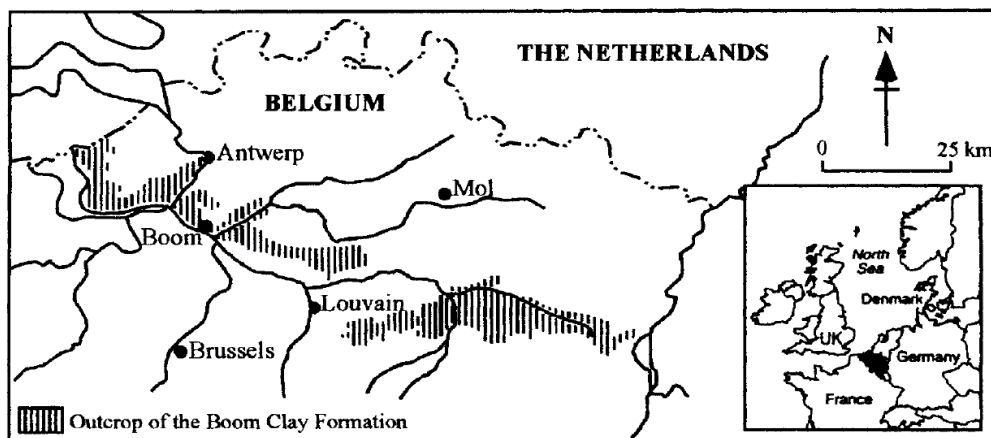 THE NETHERLANDS
N
BELGIUM
0 25 km
Antwerp
Mol
Boom
Louvain
Brussels
Outcrop of the Boom Clay Formation
North
Sea
Denmark
UK
Germany
France